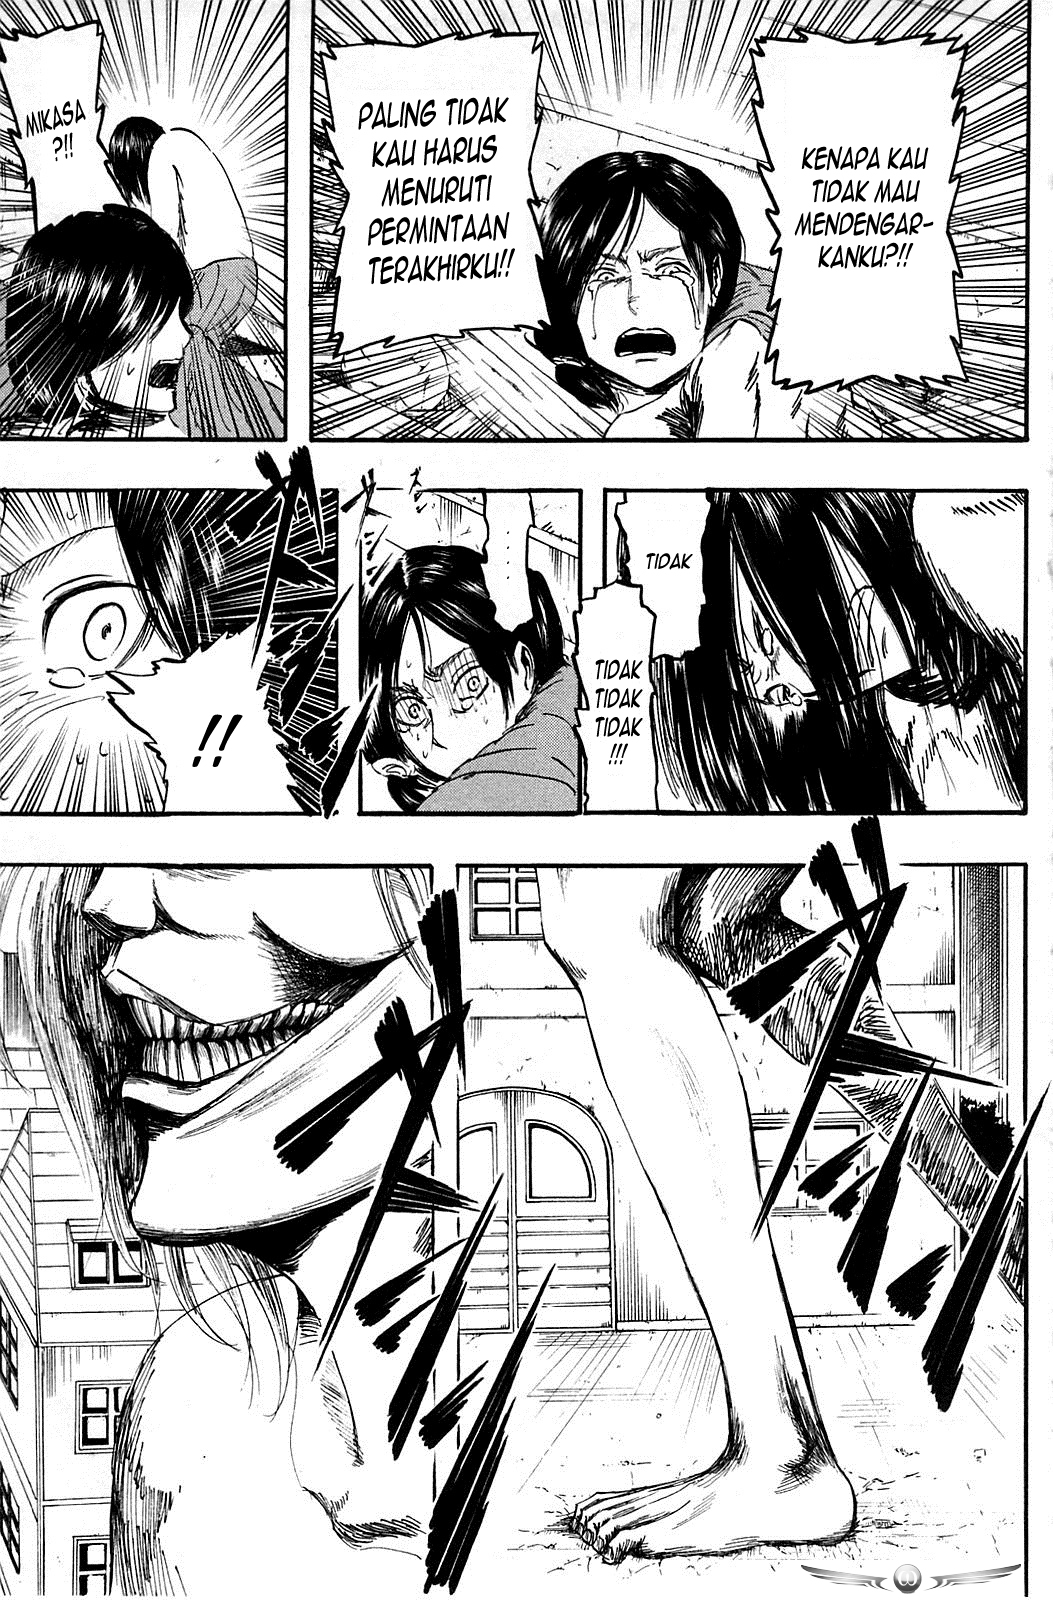 KENAPA KAU
TIDAK MAU
MENDENGAR-
KANKU?!!
PALING TIDAK
KAU HARUS
MENURUTI
PERMINTAAN
TERAKHIRKU!!
MIKASA
?!!
TIDAK
TIDAK
TIDAK
TIDAK
!!!
!!